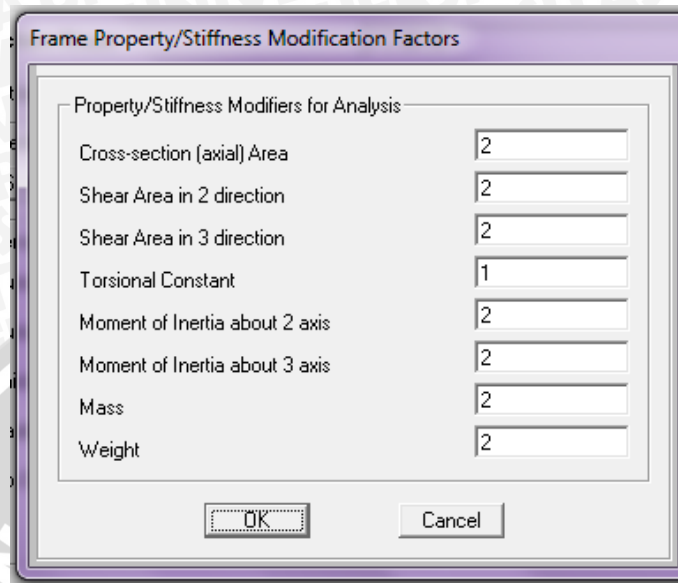 Frame Property/Stiffness Modification Factors
Property/Stiffness Modifiers for Analysis
Cross-section (axial) Area 2
Shear Area in 2 direction 2
Shear Area in 3 direction 2
Torsional Constant 1
Moment of Inertia about 2 axis 2
Moment of Inertia about 3 axis 2
Mass 2
Weight 2
OK Cancel